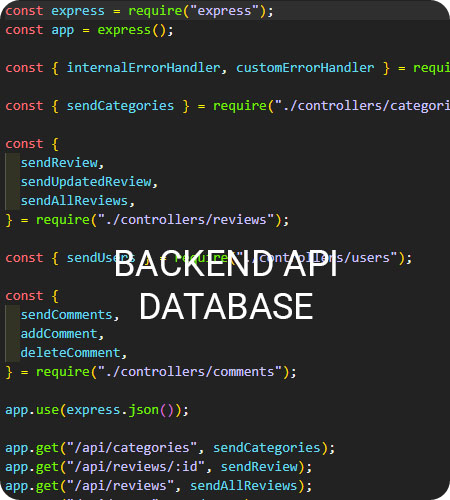 const express = require("express");
const app = express();
const { internalErrorHandler, customErrorHandler } = requi
const { sendCategories } = require("./controllers/categori
const {
sendReview,
sendUpdatedReview,
sendAllReviews,
} = require("./controllers/reviews");
const { sendUsers } = require("./controllers/users");
BACKEND API
DATABASE
const {
sendComments,
addComment,
deleteComment,
} = require("./controllers/comments");
app.use(express.json());
app.get("/api/categories", sendCategories);
app.get("/api/reviews/:id", sendReview);
app.get("/api/reviews", sendAllReviews);